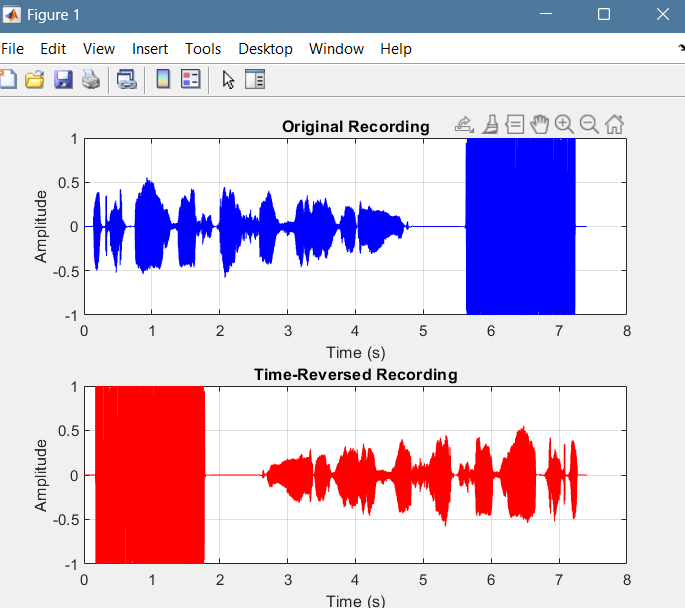 Figure 1
File Edit View Insert Tools Desktop Window Help
Original Recording
1
0.5
0
-0.5
-1
Amplitude
0 1 2 3 4 5 6 7 8
Time (s)
Time-Reversed Recording
1
0.5
0
-0.5
-1
Amplitude
0 1 2 3 4 5 6 7 8
Time (s)